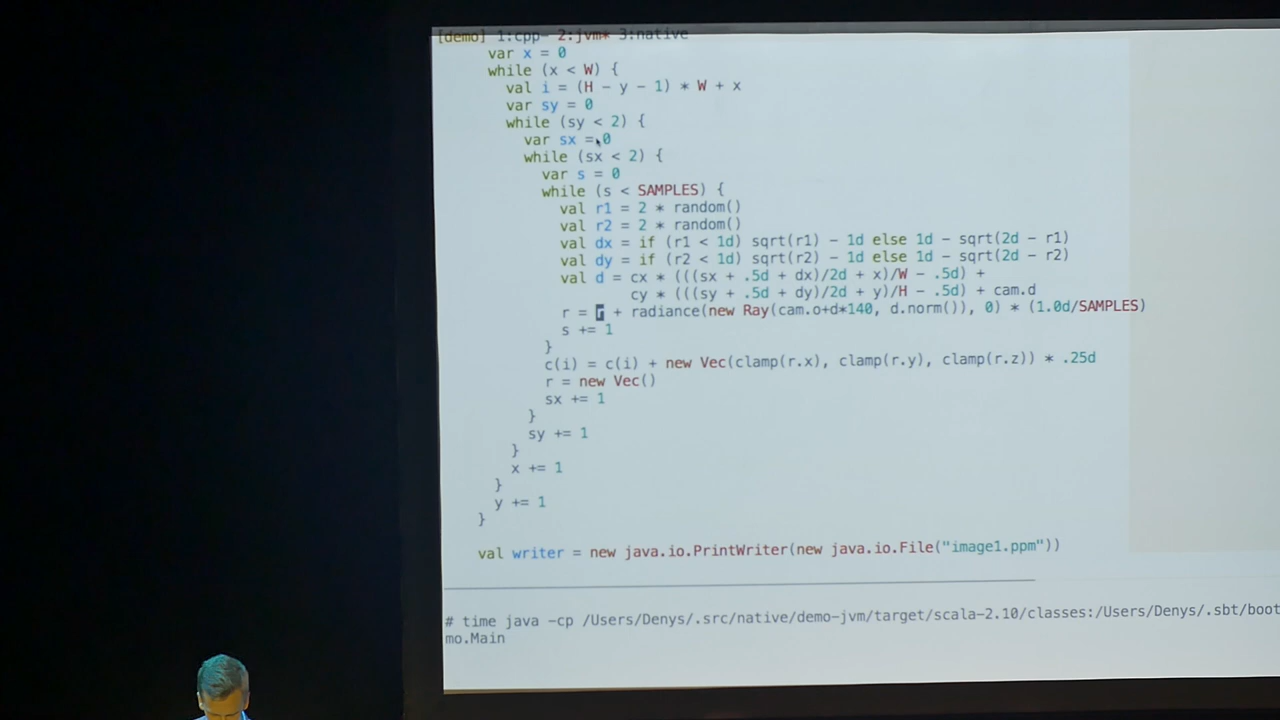 [demo] 1:cpp- 2:jvm* 3:native
var x = 0
while (x < W) {
val i = (H - y - 1) * W + x
var sy = 0
while (sy < 2) {
var sx = 0
while (sx < 2) {
var s = 0
while (s < SAMPLES) {
val r1 = 2 * random()
val r2 = 2 * random()
val dx = if (r1 < 1d) sqrt(r1) - 1d else 1d - sqrt(2d - r1)
val dy = if (r2 < 1d) sqrt(r2) - 1d else 1d - sqrt(2d - r2)
val d = cx * (((sx + .5d + dx)/2d + x)/W - .5d) +
cy * (((sy + .5d + dy)/2d + y)/H - .5d) + cam.d
r = r + radiance(new Ray(cam.o+d*140, d.norm()), 0) * (1.0d/SAMPLES)
s += 1
}
c(i) = c(i) + new Vec(clamp(r.x), clamp(r.y), clamp(r.z)) * .25d
r = new Vec()
sx += 1
}
sy += 1
}
x += 1
}
y += 1
}
val writer = new java.io.PrintWriter(new java.io.File("image1.ppm"))
# time java -cp /Users/Denys/.src/native/demo-jvm/target/scala-2.10/classes:/Users/Denys/.sbt/boot
mo.Main